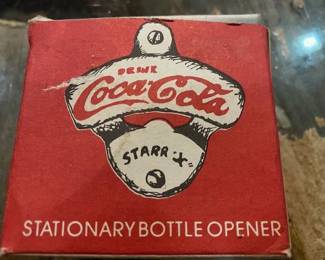 DRINK
Coca-Cola
STARR "X"
STATIONARY BOTTLE OPENER